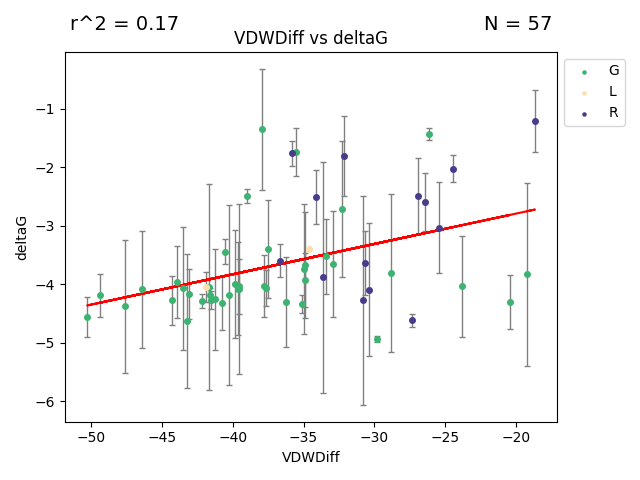 r^2 = 0.17
N = 57
VDWDiff vs deltaG
G
L
R
−1
−2
−3
−4
−5
−6
deltaG
−50
−45
−40
−35
−30
−25
−20
VDWDiff